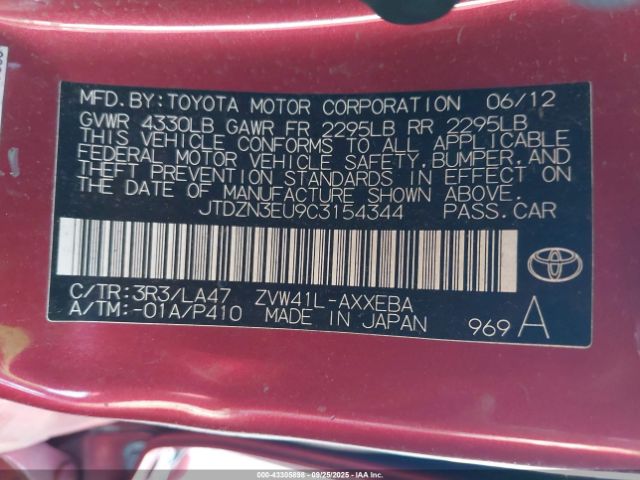 MFD.BY:TOYOTA MOTOR CORPORATION 06/12
GVWR 4330LB GAWR FR 2295LB RR 2295LB
THIS VEHICLE CONFORMS TO ALL APPLICABLE
FEDERAL MOTOR VEHICLE SAFETY,BUMPER,AND
THEFT PREVENTION STANDARDS IN EFFECT ON
THE DATE OF MANUFACTURE SHOWN ABOVE.
JTDZN3EU9C3154344 PASS.CAR
C/TR:3R3/LA47 ZVW41L-AXXEBA
A/TM:-01A/P410 MADE IN JAPAN 969 A
000-43305898 - 09/25/2025 - IAA Inc.